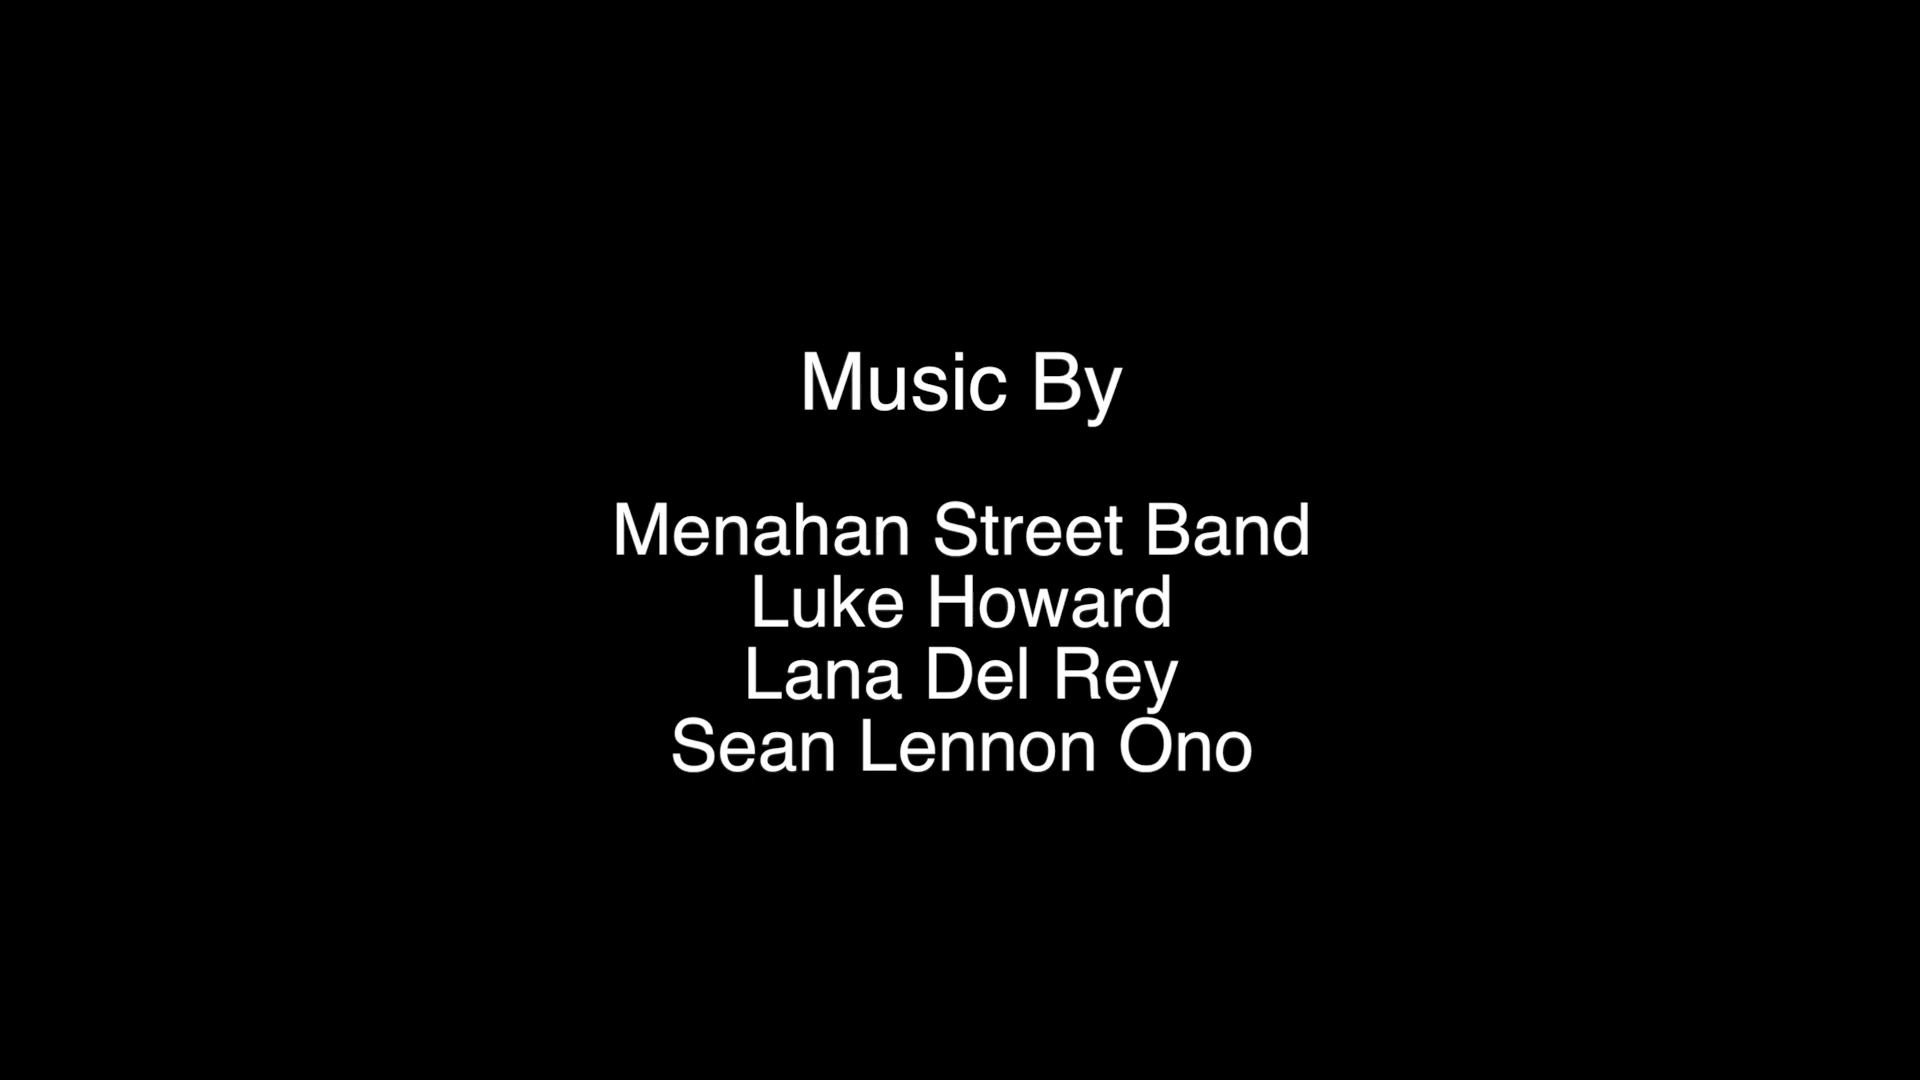 Music By
Menahan Street Band
Luke Howard
Lana Del Rey
Sean Lennon Ono